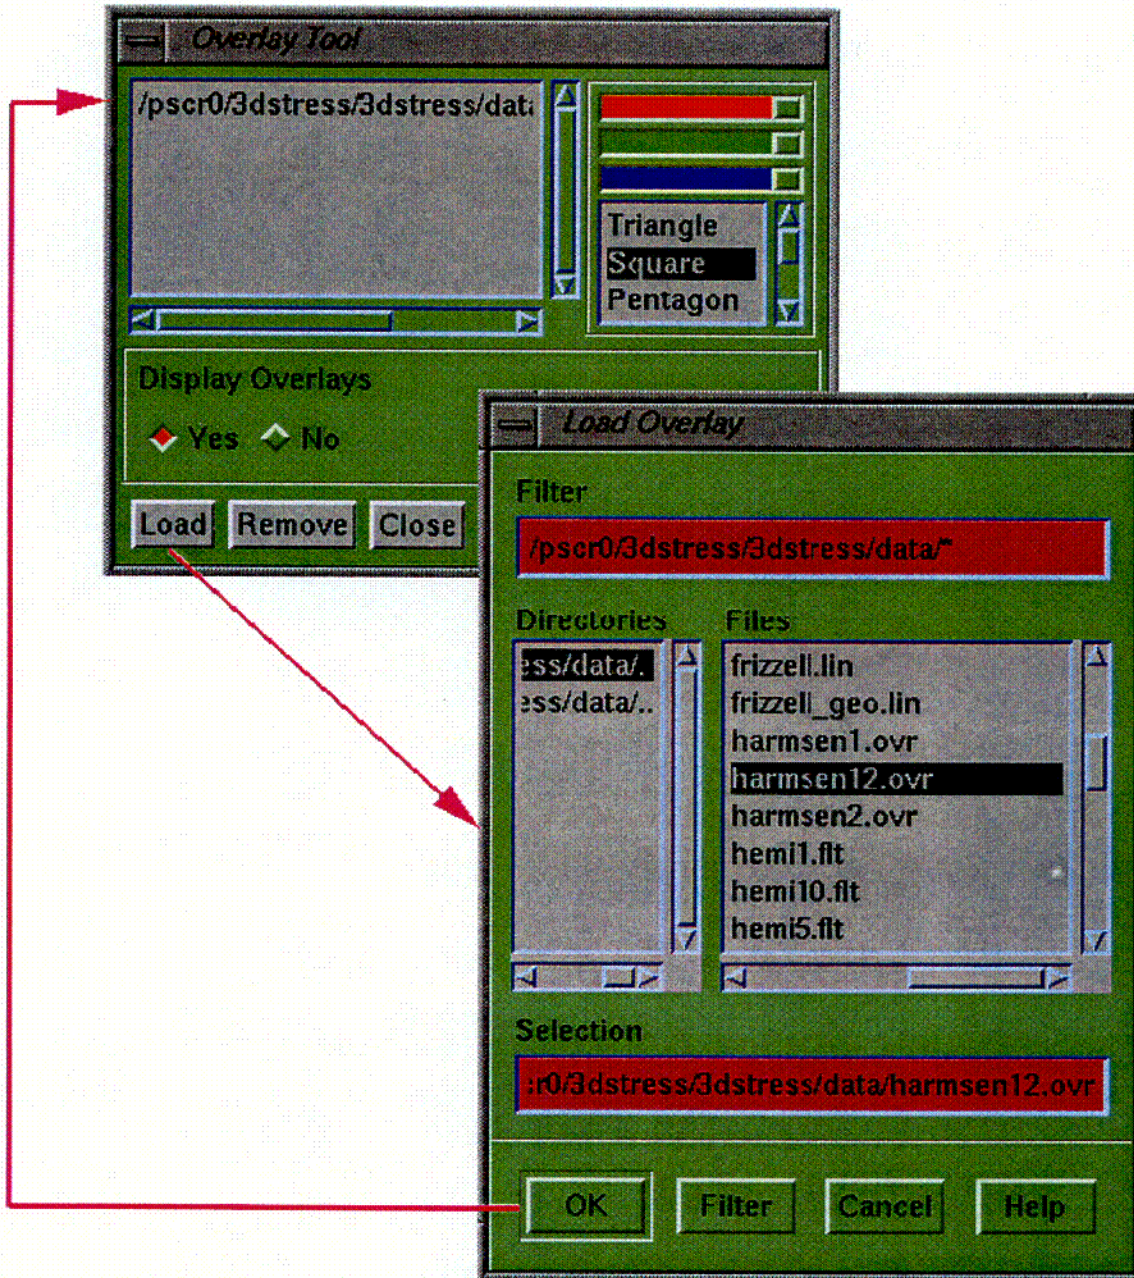 Overlay Tool
/pscr0/3dstress/3dstress/data
Triangle
Square
Pentagon
Display Overlays
Yes No
Load Remove Close
Load Overlay
Filter
/pscr0/3dstress/3dstress/data/*
Directories Files
ess/data/.
ess/data/..
frizzell.lin
frizzell_geo.lin
harmsen1.ovr
harmsen12.ovr
harmsen2.ovr
hemi1.flt
hemi10.flt
hemi5.flt
Selection
:r0/3dstress/3dstress/data/harmsen12.ovr
OK Filter Cancel Help